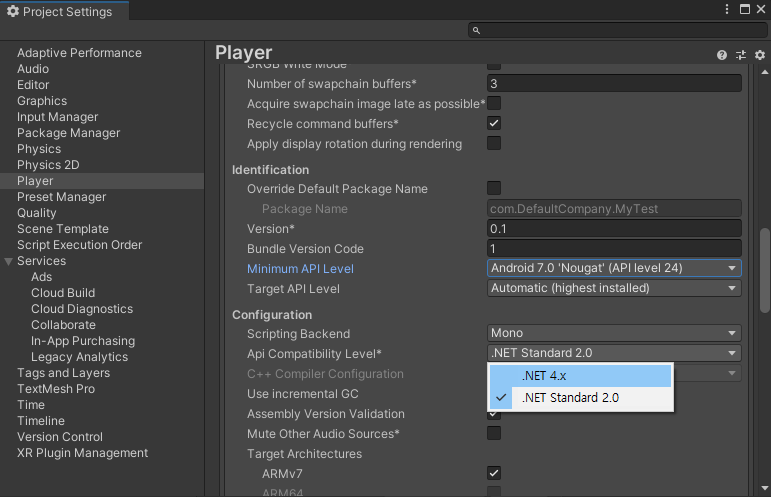 Project Settings
Adaptive Performance
Audio
Editor
Graphics
Input Manager
Package Manager
Physics
Physics 2D
Player
Preset Manager
Quality
Scene Template
Script Execution Order
Services
Ads
Cloud Build
Cloud Diagnostics
Collaborate
In-App Purchasing
Legacy Analytics
Tags and Layers
TextMesh Pro
Time
Timeline
Version Control
XR Plugin Management
Player
SRGB Write Mode
Number of swapchain buffers* 3
Acquire swapchain image late as possible*
Recycle command buffers*
Apply display rotation during rendering
Identification
Override Default Package Name
Package Name com.DefaultCompany.MyTest
Version* 0.1
Bundle Version Code 1
Minimum API Level Android 7.0 'Nougat' (API level 24)
Target API Level Automatic (highest installed)
Configuration
Scripting Backend Mono
Api Compatibility Level* .NET Standard 2.0
C++ Compiler Configuration
.NET 4.x
.NET Standard 2.0
Use incremental GC
Assembly Version Validation
Mute Other Audio Sources*
Target Architectures
ARMv7
ARM64